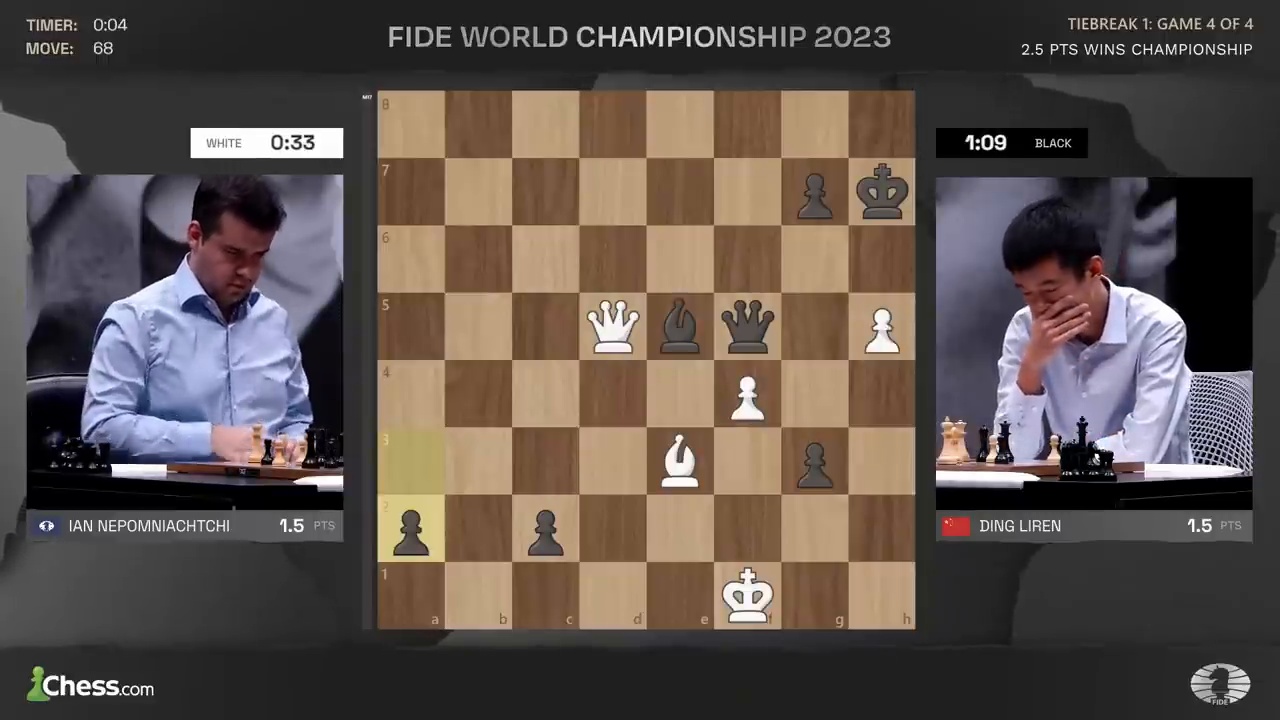 TIMER: 0:04
MOVE: 68
FIDE WORLD CHAMPIONSHIP 2023
TIEBREAK 1: GAME 4 OF 4
2.5 PTS WINS CHAMPIONSHIP
M17
WHITE 0:33
1:09 BLACK
8
7
6
5
4
3
2
1
a b c d e f g h
IAN NEPOMNIACHTCHI 1.5 PTS
DING LIREN 1.5 PTS
Chess.com
FIDE